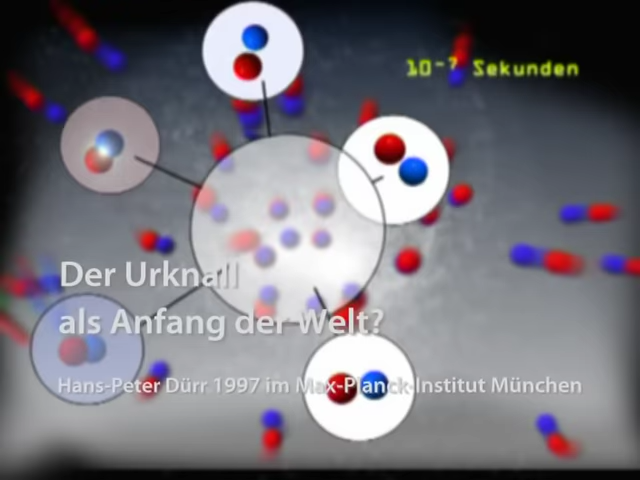 10⁻⁷ Sekunden
Der Urknall
als Anfang der Welt?
Hans-Peter Dürr 1997 im Max-Planck-Institut München